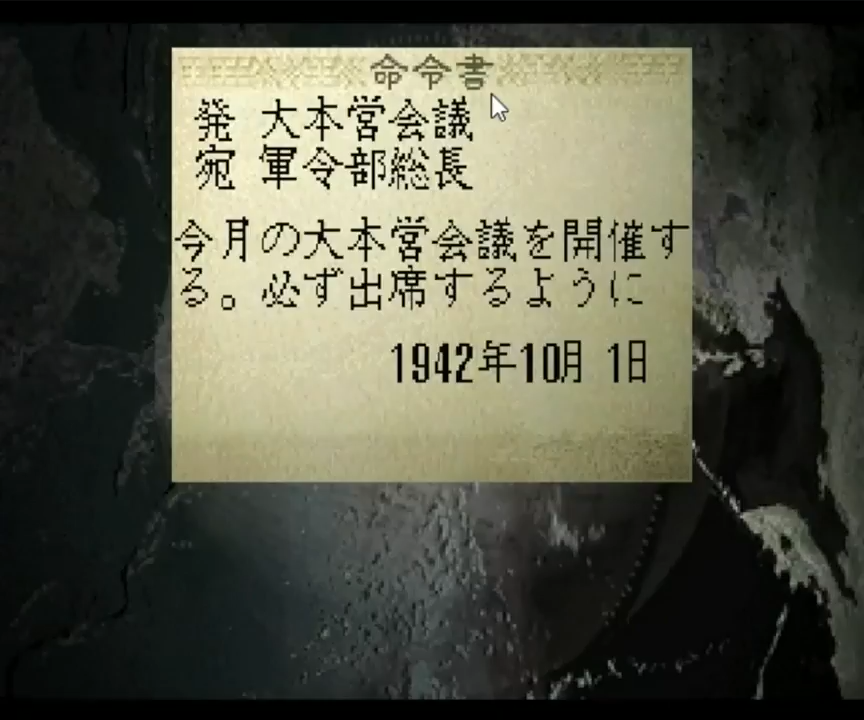 命令書
発 大本営会議
宛 軍令部総長
今月の大本営会議を開催す
る。必ず出席するように
1942年10月 1日